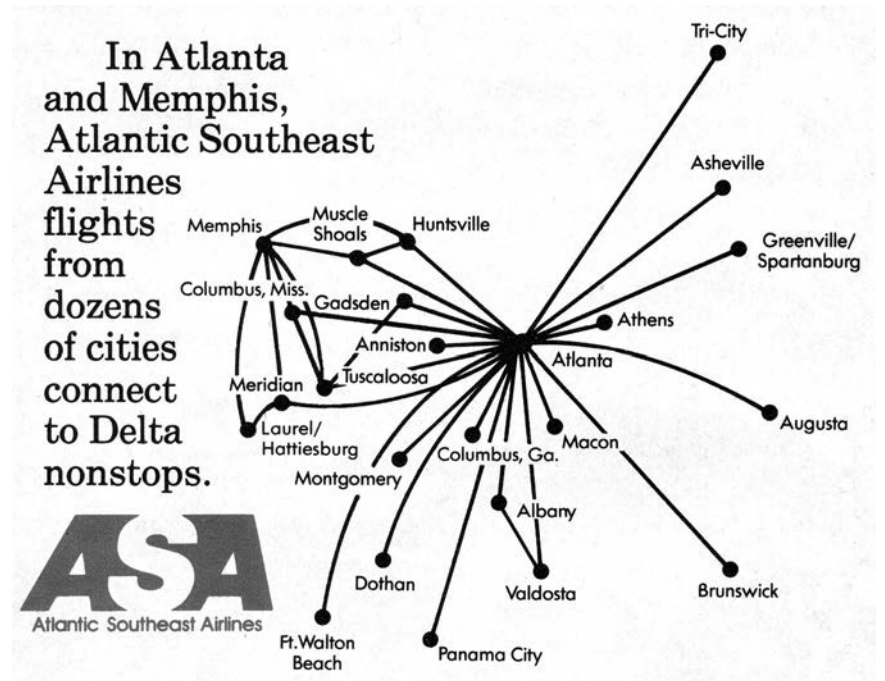 In Atlanta
and Memphis,
Atlantic Southeast
Airlines
flights
from
dozens
of cities
connect
to Delta
nonstops.
Tri-City
Asheville
Greenville/
Spartanburg
Memphis
Muscle
Shoals
Huntsville
Columbus, Miss.
Gadsden
Athens
Anniston
Atlanta
Meridian
Tuscaloosa
Augusta
Laurel/
Hattiesburg
Columbus, Ga.
Macon
Montgomery
Albany
Dothan
Valdosta
Brunswick
Ft. Walton
Beach
Panama City
ASA
Atlantic Southeast Airlines